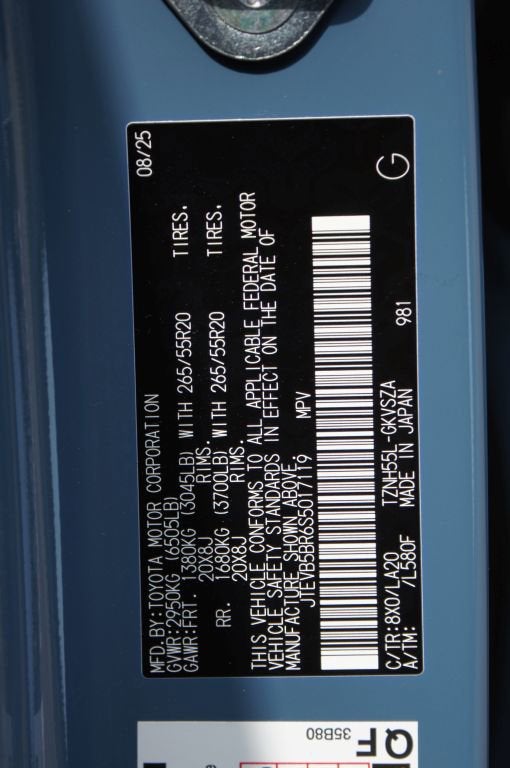 MFD.BY:TOYOTA MOTOR CORPORATION 08/25
GVWR:2950KG (6505LB)
GAWR:FRT. 1380KG (3045LB) WITH 265/55R20 TIRES.
20X8J RIMS.
RR. 1680KG (3700LB) WITH 265/55R20 TIRES.
20X8J RIMS.
THIS VEHICLE CONFORMS TO ALL APPLICABLE FEDERAL MOTOR
VEHICLE SAFETY STANDARDS IN EFFECT ON THE DATE OF
MANUFACTURE SHOWN ABOVE.
JTEVB5BR6S5017119 MPV
C/TR:8X0/LA20 TZNH55L-GKVSZA
A/TM: /L580F MADE IN JAPAN 981
G
35B80
QF